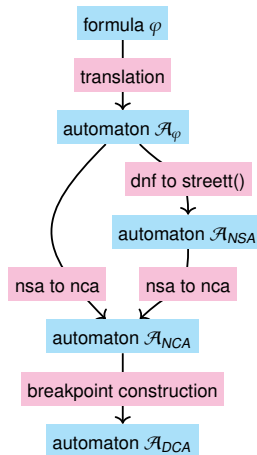 formula φ
translation
automaton 𝒜φ
dnf to streett()
automaton 𝒜NSA
nsa to nca
nsa to nca
automaton 𝒜NCA
breakpoint construction
automaton 𝒜DCA